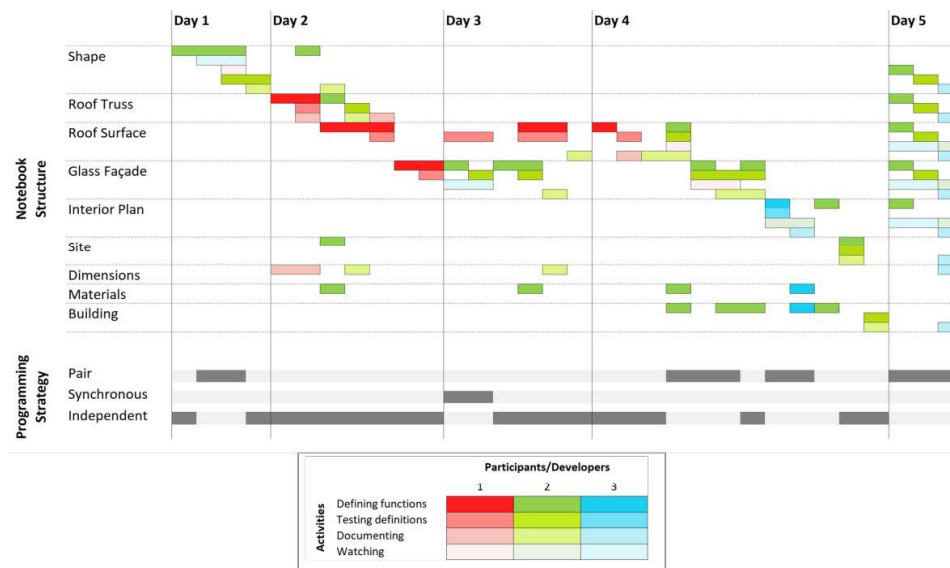 Day 1 Day 2 Day 3 Day 4 Day 5
Shape
Roof Truss
Roof Surface
Glass Façade
Interior Plan
Site
Dimensions
Materials
Building
Notebook
Structure
Pair
Synchronous
Independent
Programming
Strategy
Participants/Developers
1 2 3
Activities
Defining functions
Testing definitions
Documenting
Watching